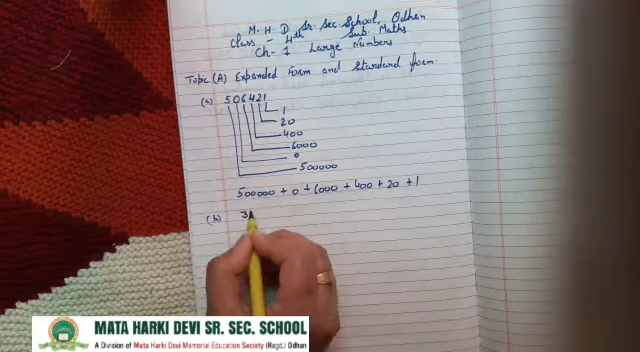 M. H. D Sr. Sec. School, Odhan
Class - 4th Sub. Maths
Ch- 1 Large Numbers
Topic (A) Expanded form and Standard form.
(a) 506421
1
20
400
6000
0
500000
500000 + 0 + 6000 + 400 + 20 + 1
(b) 3
MATA HARKI DEVI SR. SEC. SCHOOL
A Division of Mata Harki Devi Memorial Education Society (Regd.) Odhan